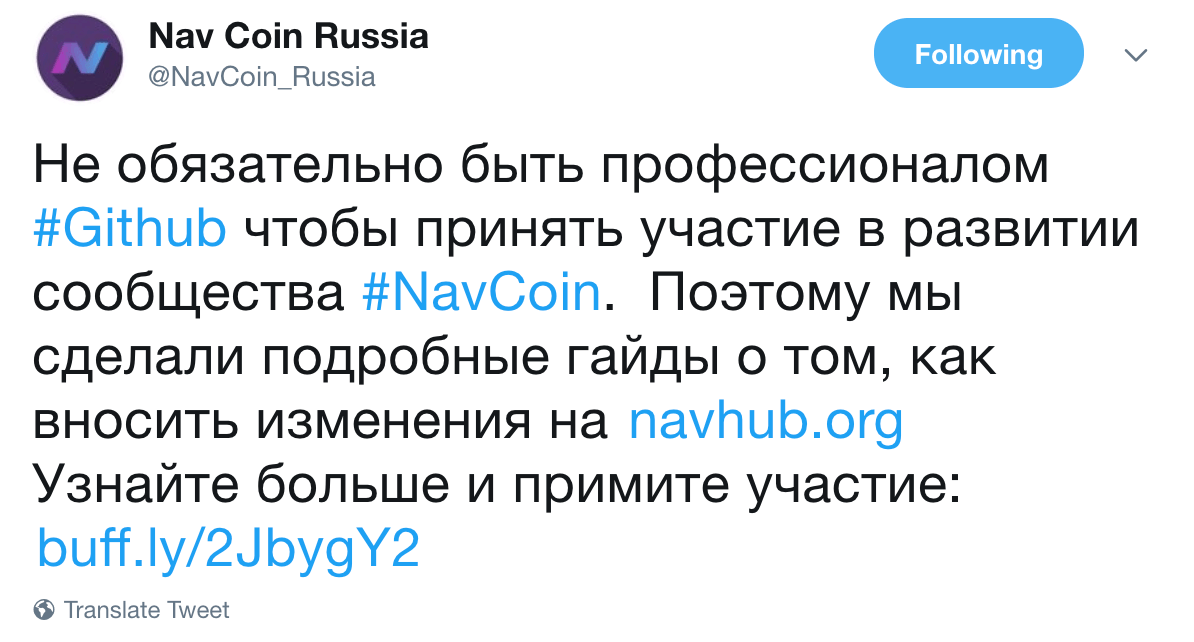 Nav Coin Russia
@NavCoin_Russia
Following
Не обязательно быть профессионалом
#Github чтобы принять участие в развитии
сообщества #NavCoin.  Поэтому мы
сделали подробные гайды о том, как
вносить изменения на navhub.org
Узнайте больше и примите участие:
buff.ly/2JbygY2
Translate Tweet